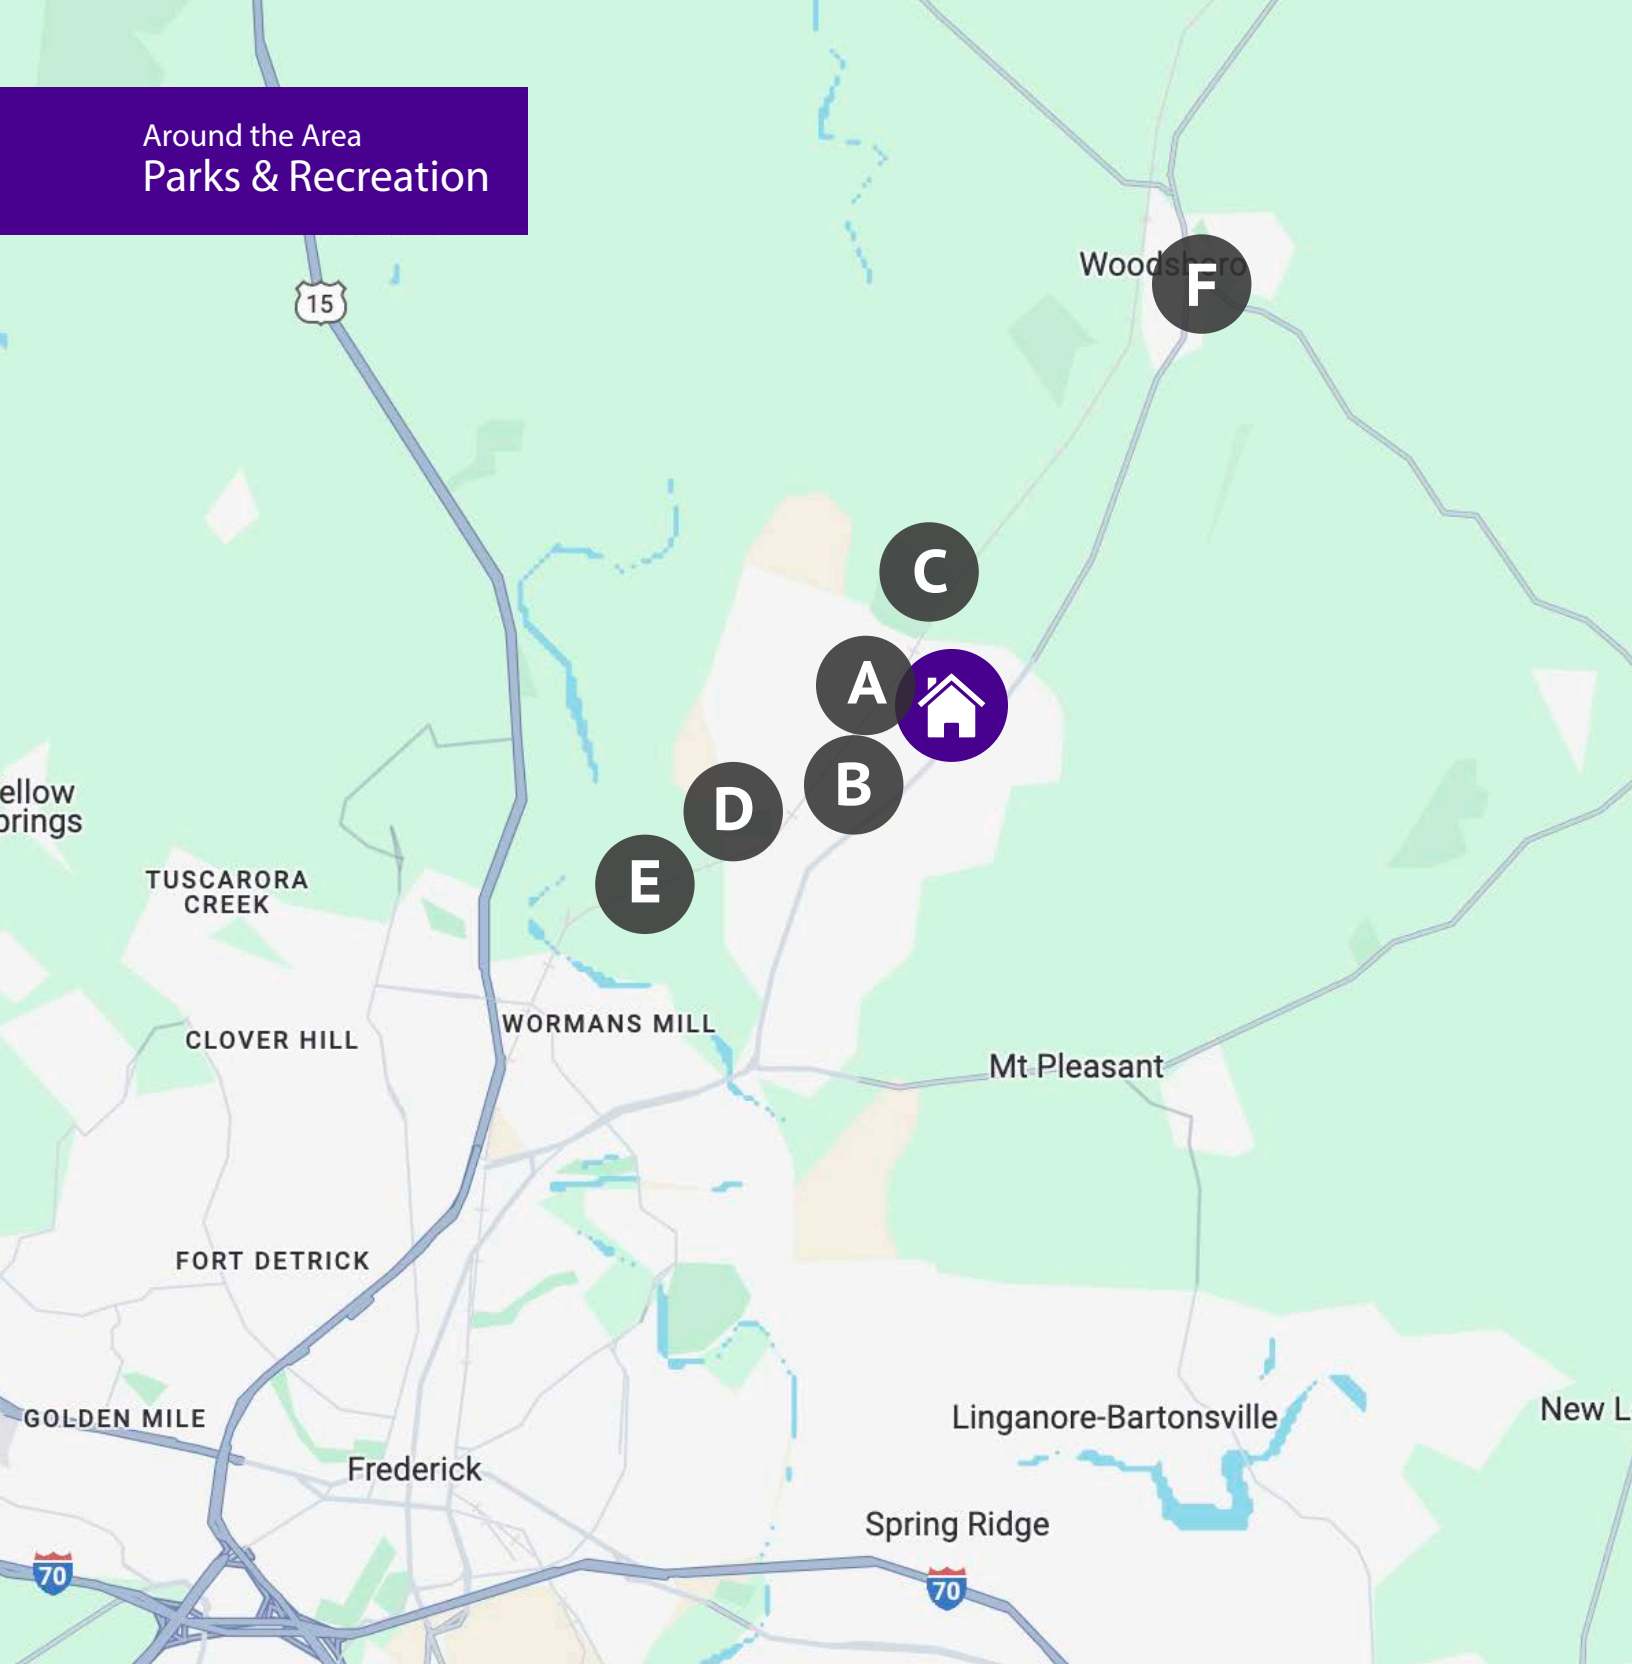 Around the Area
Parks & Recreation
15
Woodsboro
F
C
A
B
D
E
ellow
prings
TUSCARORA
CREEK
WORMANS MILL
CLOVER HILL
Mt Pleasant
FORT DETRICK
GOLDEN MILE
Linganore-Bartonsville
New L
Frederick
Spring Ridge
70
70